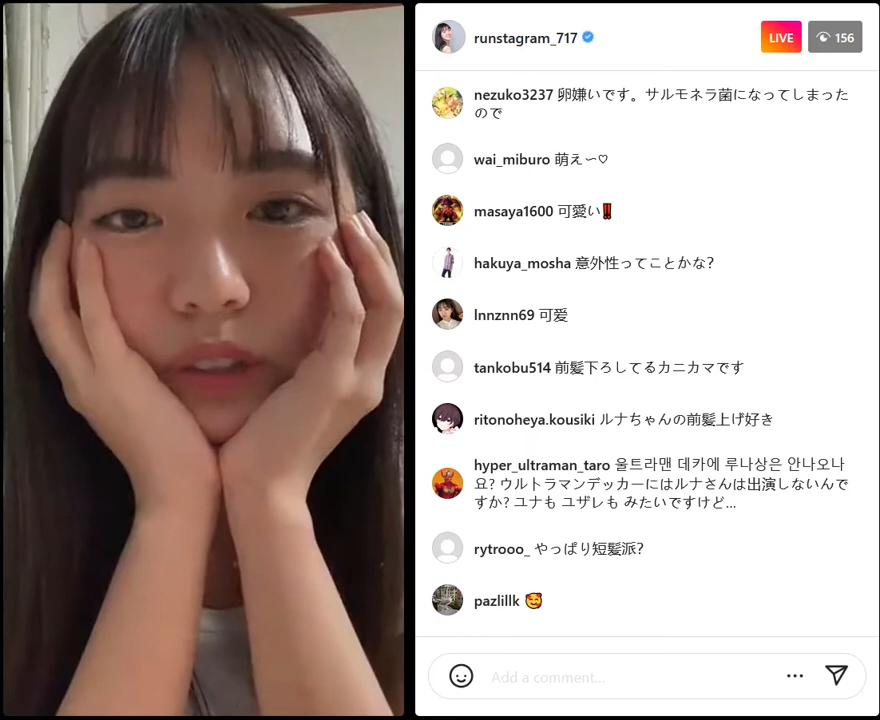 runstagram_717
LIVE
156
nezuko3237 卵嫌いです。サルモネラ菌になってしまった
ので
wai_miburo 萌え〜♡
masaya1600 可愛い‼️
hakuya_mosha 意外性ってことかな?
lnnznn69 可爱
tankobu514 前髪下ろしてるカニカマです
ritonoheya.kousiki ルナちゃんの前髪上げ好き
hyper_ultraman_taro 울트라맨 데카에 루나상은 안나오나
요? ウルトラマンデッカーにはルナさんは出演しないんで
すか? ユナも ユザレも みたいですけど...
rytrooo_ やっぱり短髪派?
pazlillk 🥰
Add a comment...